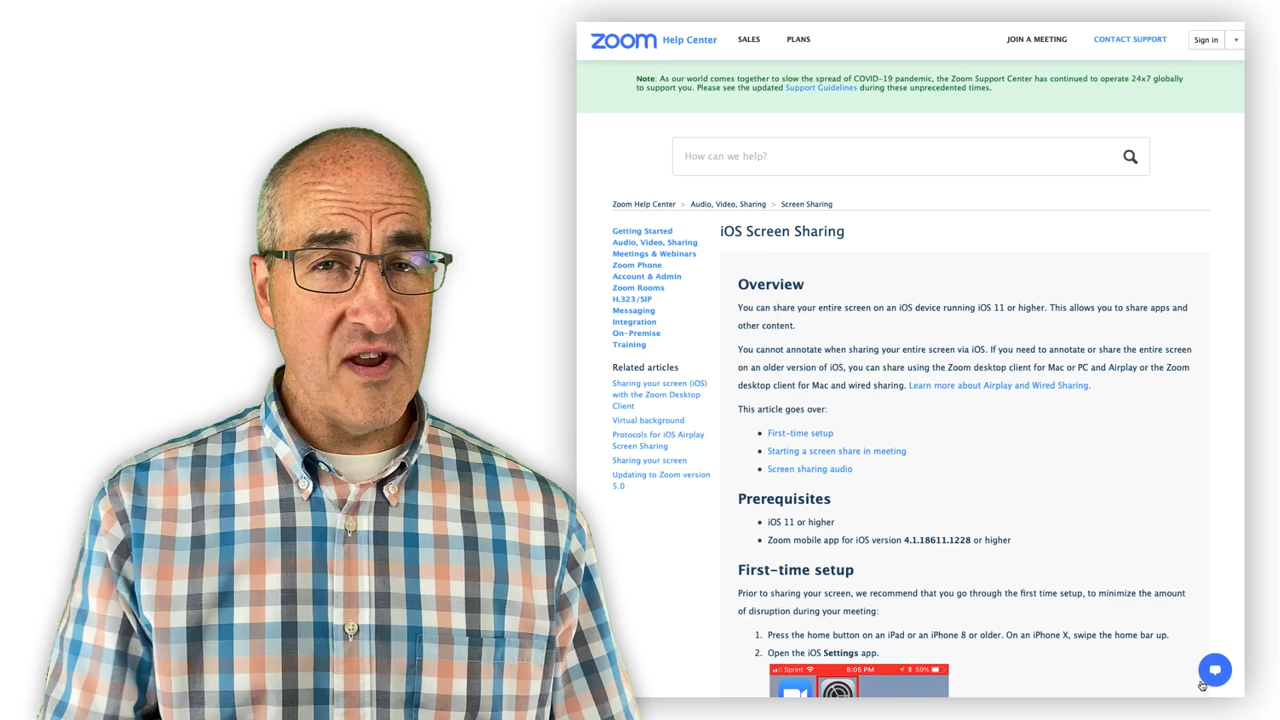 zoom Help Center SALES PLANS JOIN A MEETING CONTACT SUPPORT Sign in
Note: As our world comes together to slow the spread of COVID-19 pandemic, the Zoom Support Center has continued to operate 24x7 globally
to support you. Please see the updated Support Guidelines during these unprecedented times.
How can we help?
Zoom Help Center > Audio, Video, Sharing > Screen Sharing
Getting Started
Audio, Video, Sharing
Meetings & Webinars
Zoom Phone
Account & Admin
Zoom Rooms
H.323/SIP
Messaging
Integration
On-Premise
Training
Related articles
Sharing your screen (iOS)
with the Zoom Desktop
Client
Virtual background
Protocols for iOS Airplay
Screen Sharing
Sharing your screen
Updating to Zoom version
5.0
iOS Screen Sharing
Overview
You can share your entire screen on an iOS device running iOS 11 or higher. This allows you to share apps and
other content.
You cannot annotate when sharing your entire screen via iOS. If you need to annotate or share the entire screen
on an older version of iOS, you can share using the Zoom desktop client for Mac or PC and Airplay or the Zoom
desktop client for Mac and wired sharing. Learn more about Airplay and Wired Sharing.
This article goes over:
• First-time setup
• Starting a screen share in meeting
• Screen sharing audio
Prerequisites
• iOS 11 or higher
• Zoom mobile app for iOS version 4.1.18611.1228 or higher
First-time setup
Prior to sharing your screen, we recommend that you go through the first time setup, to minimize the amount
of disruption during your meeting:
1. Press the home button on an iPad or an iPhone 8 or older. On an iPhone X, swipe the home bar up.
2. Open the iOS Settings app.
Sprint 8:05 PM 59%